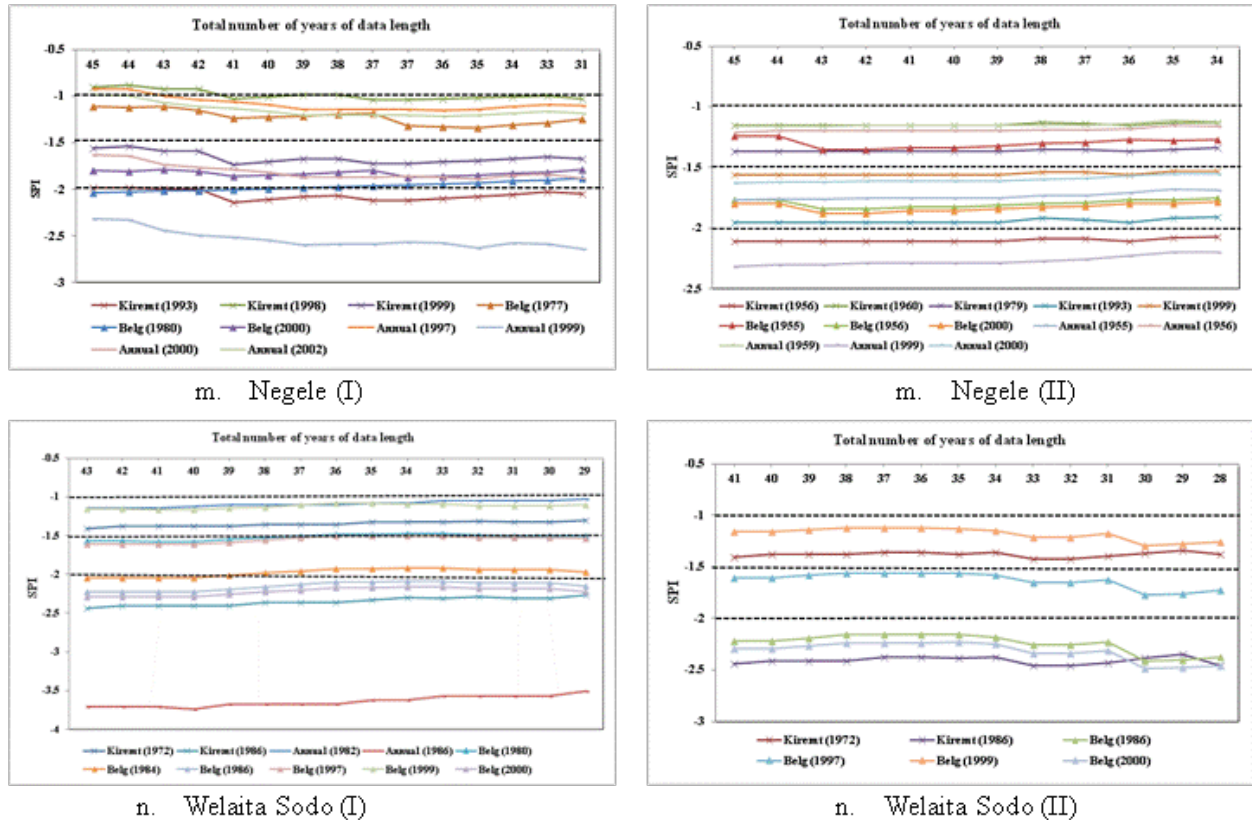 Total number of years of data length
-0.5
45 44 43 42 41 40 39 38 37 37 36 35 34 33 31
-1
-1.5
SPI
-2
-2.5
-3
Kiremt (1993) Kiremt (1998) Kiremt (1999) Belg (1977)
Belg (1980) Belg (2000) Annual (1997) Annual (1999)
Annual (2000) Annual (2002)
m. Negele (I)
Total number of years of data length
-0.5
45 44 43 42 41 40 39 38 37 36 35 34
-1
-1.5
SPI
-2
-2.5
Kiremt (1956) Kiremt (1960) Kiremt (1979) Kiremt (1993) Kiremt (1999)
Belg (1955) Belg (1956) Belg (2000) Annual (1955) Annual (1956)
Annual (1959) Annual (1999) Annual (2000)
m. Negele (II)
Total number of years of data length
-0.5
43 42 41 40 39 38 37 36 35 34 33 32 31 30 29
-1
-1.5
-2
SPI
-2.5
-3
-3.5
-4
Kiremt (1972) Kiremt (1986) Annual (1982) Annual (1986) Belg (1980)
Belg (1984) Belg (1986) Belg (1997) Belg (1999) Belg (2000)
n. Welaita Sodo (I)
Total number of years of data length
-0.5
41 40 39 38 37 36 35 34 33 32 31 30 29 28
-1
-1.5
SPI
-2
-2.5
-3
Kiremt (1972) Kiremt (1986) Belg (1986)
Belg (1997) Belg (1999) Belg (2000)
n. Welaita Sodo (II)